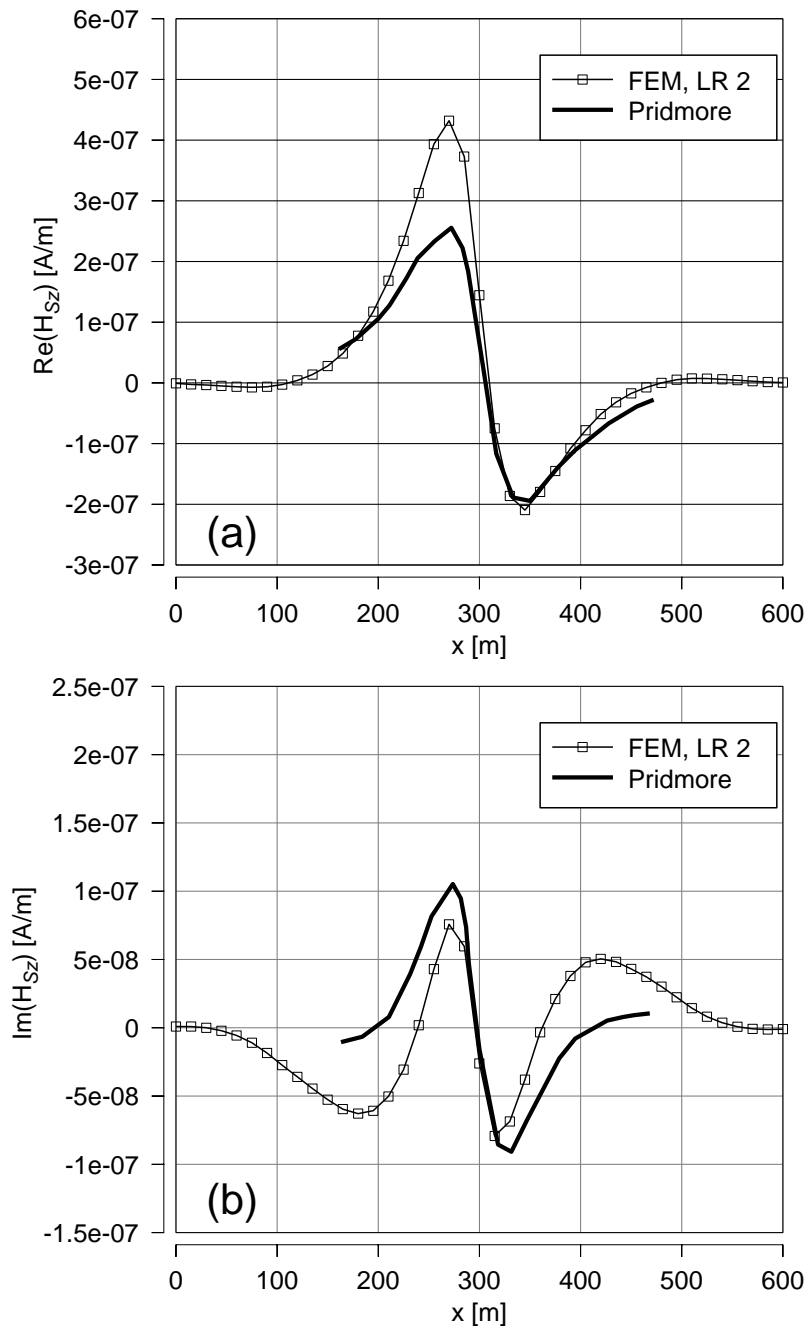 6e-07
5e-07
4e-07
3e-07
2e-07
1e-07
0
-1e-07
-2e-07
-3e-07
Re(H_Sz) [A/m]
FEM, LR 2
Pridmore
(a)
0 100 200 300 400 500 600
x [m]
2.5e-07
2e-07
1.5e-07
1e-07
5e-08
0
-5e-08
-1e-07
-1.5e-07
Im(H_Sz) [A/m]
FEM, LR 2
Pridmore
(b)
0 100 200 300 400 500 600
x [m]